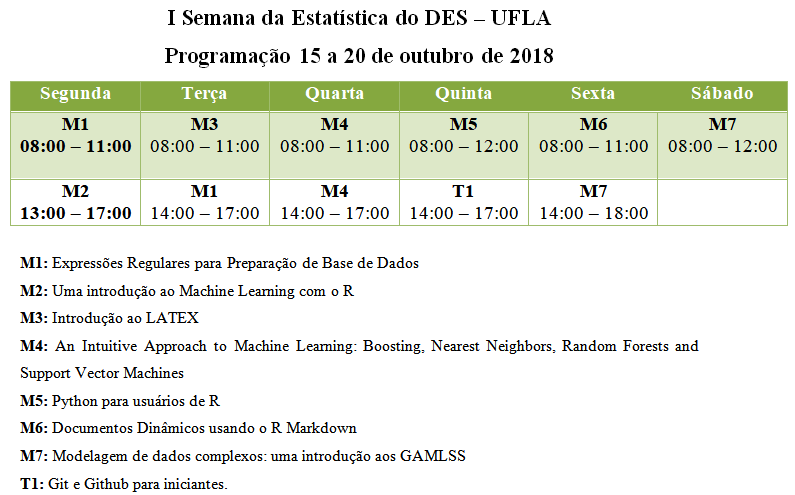 I Semana da Estatística do DES – UFLA
Programação 15 a 20 de outubro de 2018
Segunda Terça Quarta Quinta Sexta Sábado
M1 M3 M4 M5 M6 M7
08:00 – 11:00 08:00 – 11:00 08:00 – 11:00 08:00 – 12:00 08:00 – 11:00 08:00 – 12:00
M2 M1 M4 T1 M7
13:00 – 17:00 14:00 – 17:00 14:00 – 17:00 14:00 – 17:00 14:00 – 18:00
M1: Expressões Regulares para Preparação de Base de Dados
M2: Uma introdução ao Machine Learning com o R
M3: Introdução ao LATEX
M4: An Intuitive Approach to Machine Learning: Boosting, Nearest Neighbors, Random Forests and
Support Vector Machines
M5: Python para usuários de R
M6: Documentos Dinâmicos usando o R Markdown
M7: Modelagem de dados complexos: uma introdução aos GAMLSS
T1: Git e Github para iniciantes.